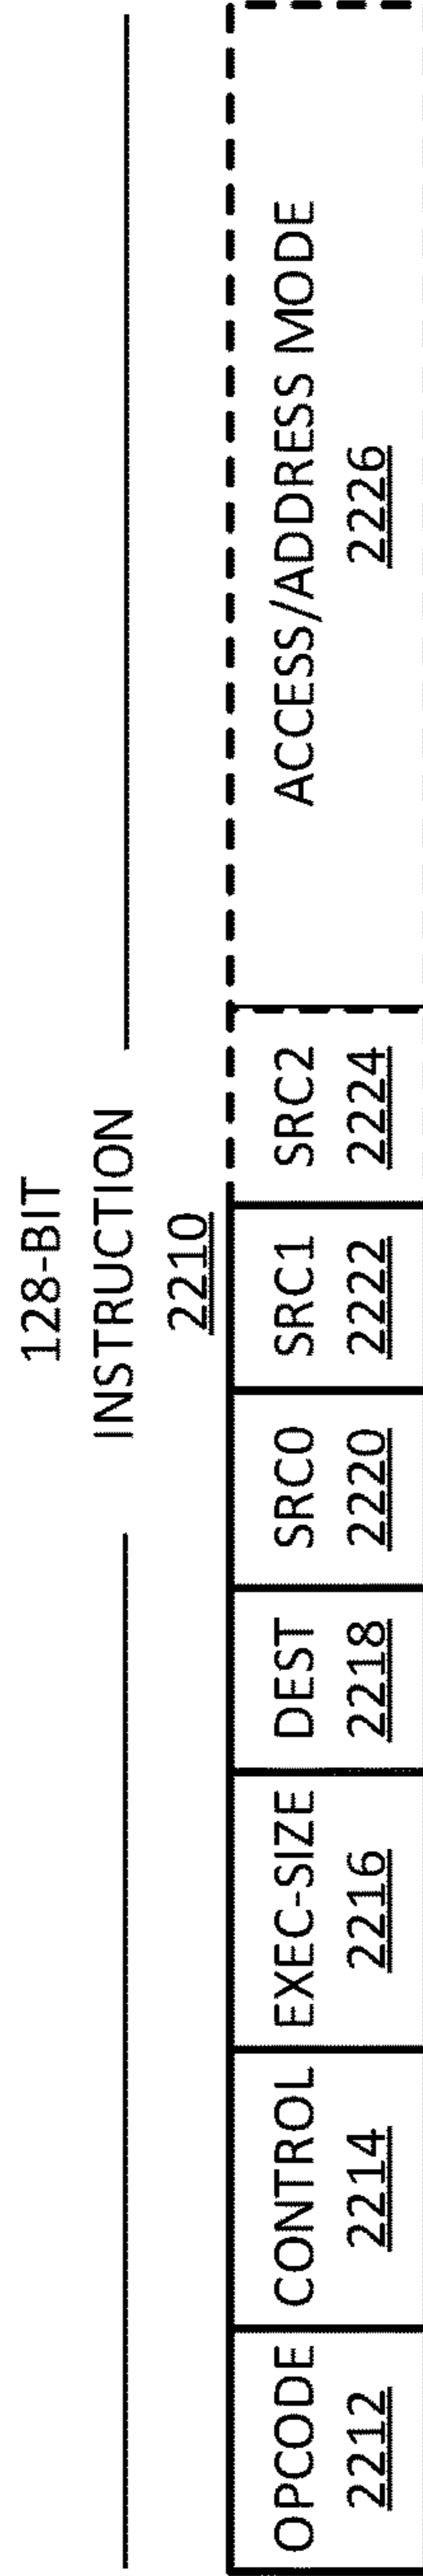 128-BIT
INSTRUCTION
2210
OPCODE
2212
CONTROL
2214
EXEC-SIZE
2216
DEST
2218
SRC0
2220
SRC1
2222
SRC2
2224
ACCESS/ADDRESS MODE
2226